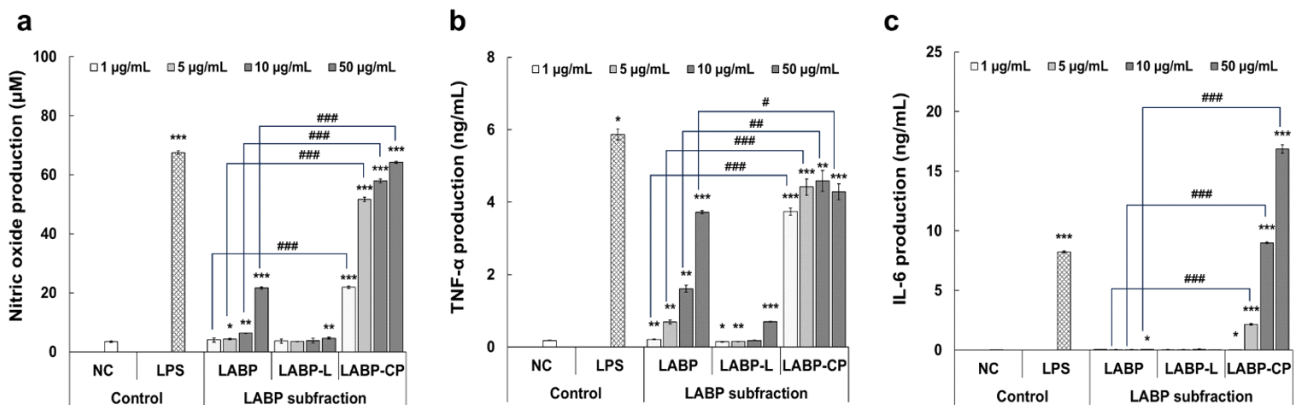 a
Nitric oxide production (µM)
100
80
60
40
20
0
1 µg/mL 5 µg/mL 10 µg/mL 50 µg/mL
###
###
###
###
***
* ** ***
**
*** *** *** ***
NC LPS LABP LABP-L LABP-CP
Control LABP subfraction
b
TNF-α production (ng/mL)
8
6
4
2
0
1 µg/mL 5 µg/mL 10 µg/mL 50 µg/mL
#
##
###
###
*
** ** ** ***
* ** ***
*** *** ** ***
NC LPS LABP LABP-L LABP-CP
Control LABP subfraction
c
IL-6 production (ng/mL)
25
20
15
10
5
0
1 µg/mL 5 µg/mL 10 µg/mL 50 µg/mL
###
###
###
***
*
* *** *** ***
NC LPS LABP LABP-L LABP-CP
Control LABP subfraction